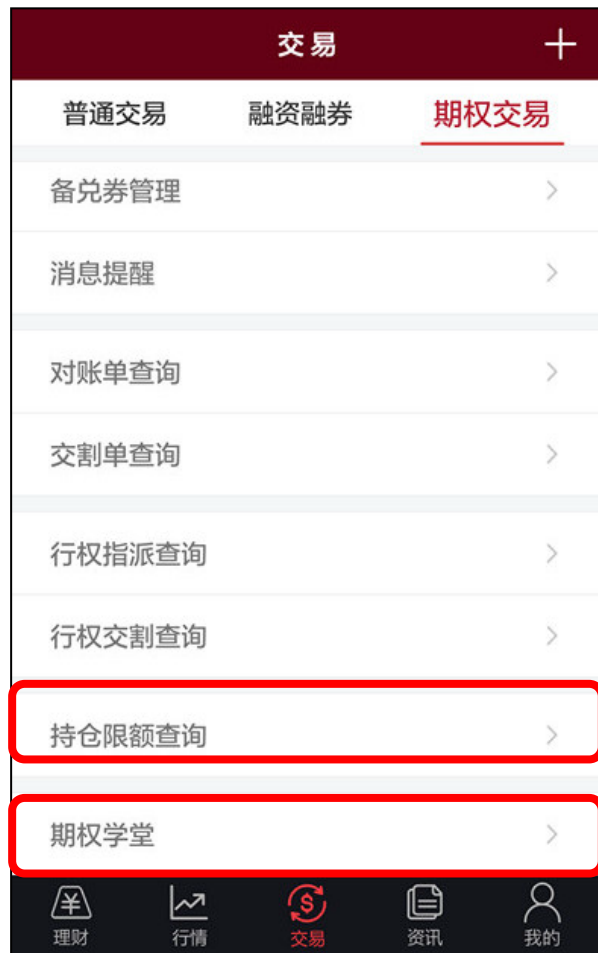 交易
普通交易 融资融券 期权交易
备兑券管理
消息提醒
对账单查询
交割单查询
行权指派查询
行权交割查询
持仓限额查询
期权学堂
理财 行情 交易 资讯 我的